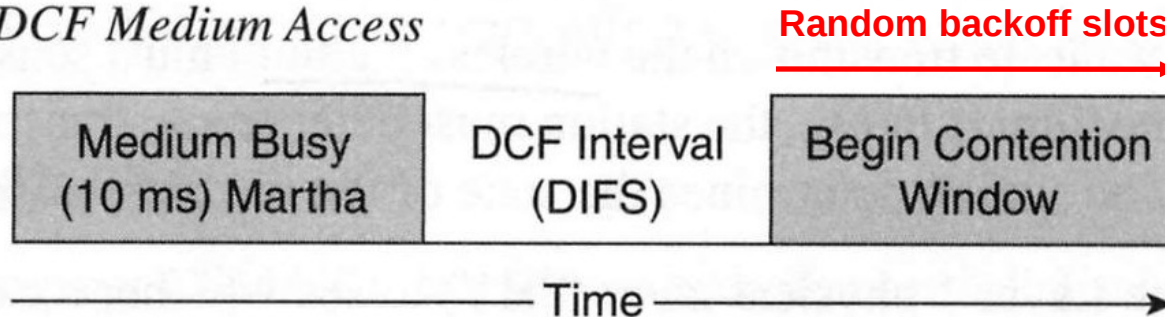 DCF Medium Access
Random backoff slots
Medium Busy
(10 ms) Martha
DCF Interval
(DIFS)
Begin Contention
Window
Time